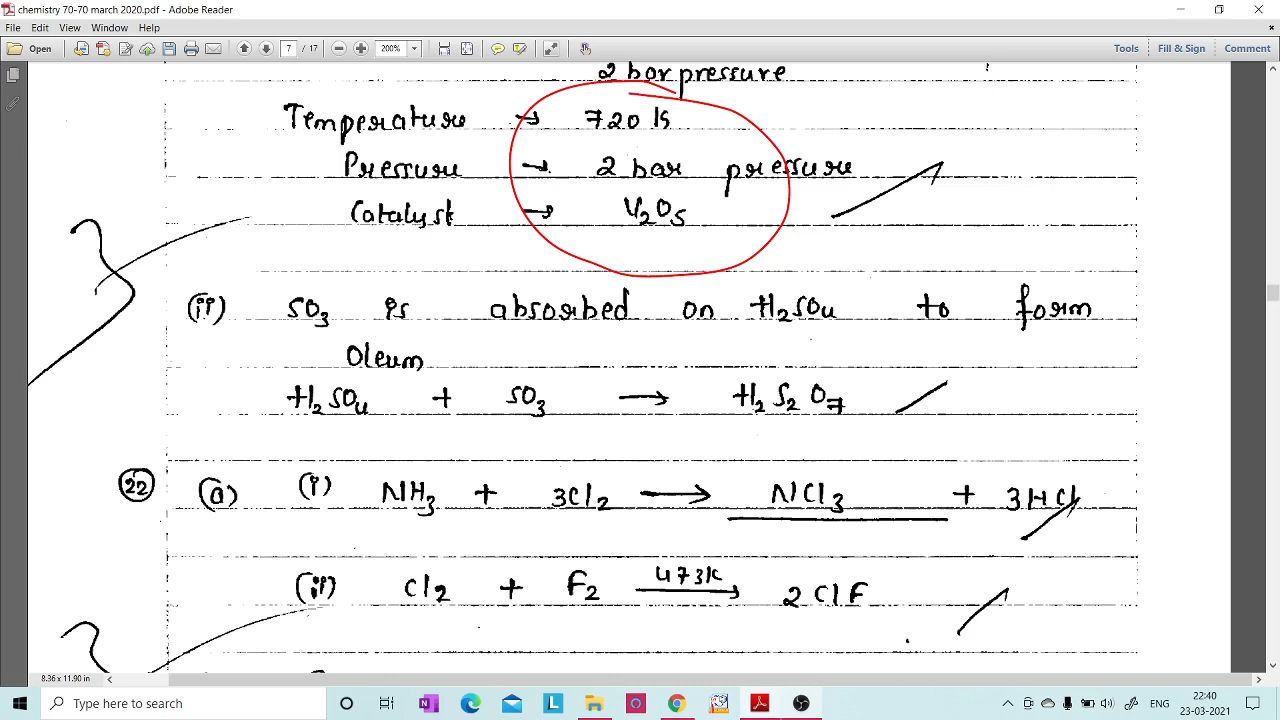 chemistry 70-70 march 2020.pdf - Adobe Reader
File Edit View Window Help
Open 7 / 17 200% Tools Fill & Sign Comment
2 bar pressure
Temperature → 720 K
Pressure → 2 bar pressure
Catalyst → V₂O₅
(ii) SO₃ is absorbed on H₂SO₄ to form
Oleum
H₂SO₄ + SO₃ → H₂S₂O₇
22 (a) (i) NH₃ + 3Cl₂ → NCl₃ + 3HCl
473K
(ii) Cl₂ + F₂ → 2ClF
8.36 x 11.90 in
Type here to search
ENG
22:40
23-03-2021